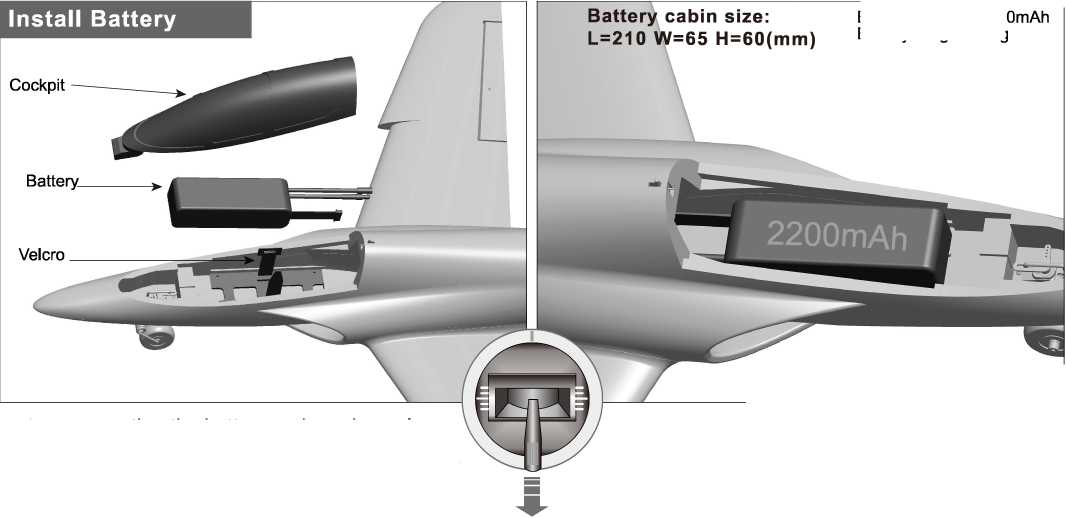 Install Battery
Cockpit
Battery
Velcro
Battery cabin size:
L=210 W=65 H=60(mm)
0mAh
2200mAh